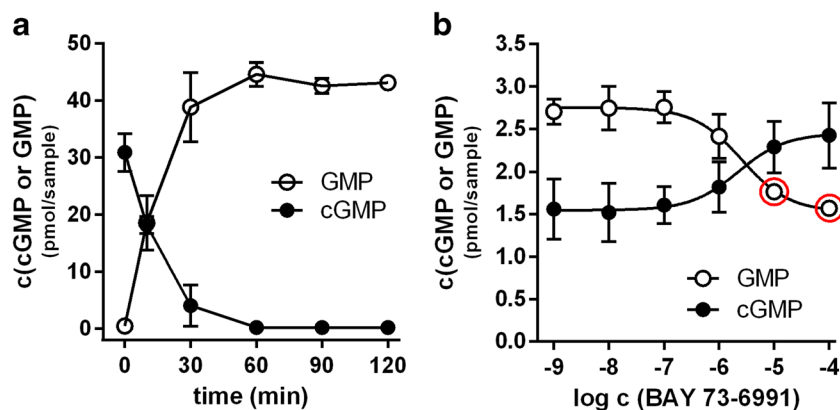 a
c(cGMP or GMP)
(pmol/sample)
50
40
30
20
10
0
GMP
cGMP
0 30 60 90 120
time (min)
b
c(cGMP or GMP)
(pmol/sample)
3.5
3.0
2.5
2.0
1.5
1.0
0.5
0.0
GMP
cGMP
-9 -8 -7 -6 -5 -4
log c (BAY 73-6991)